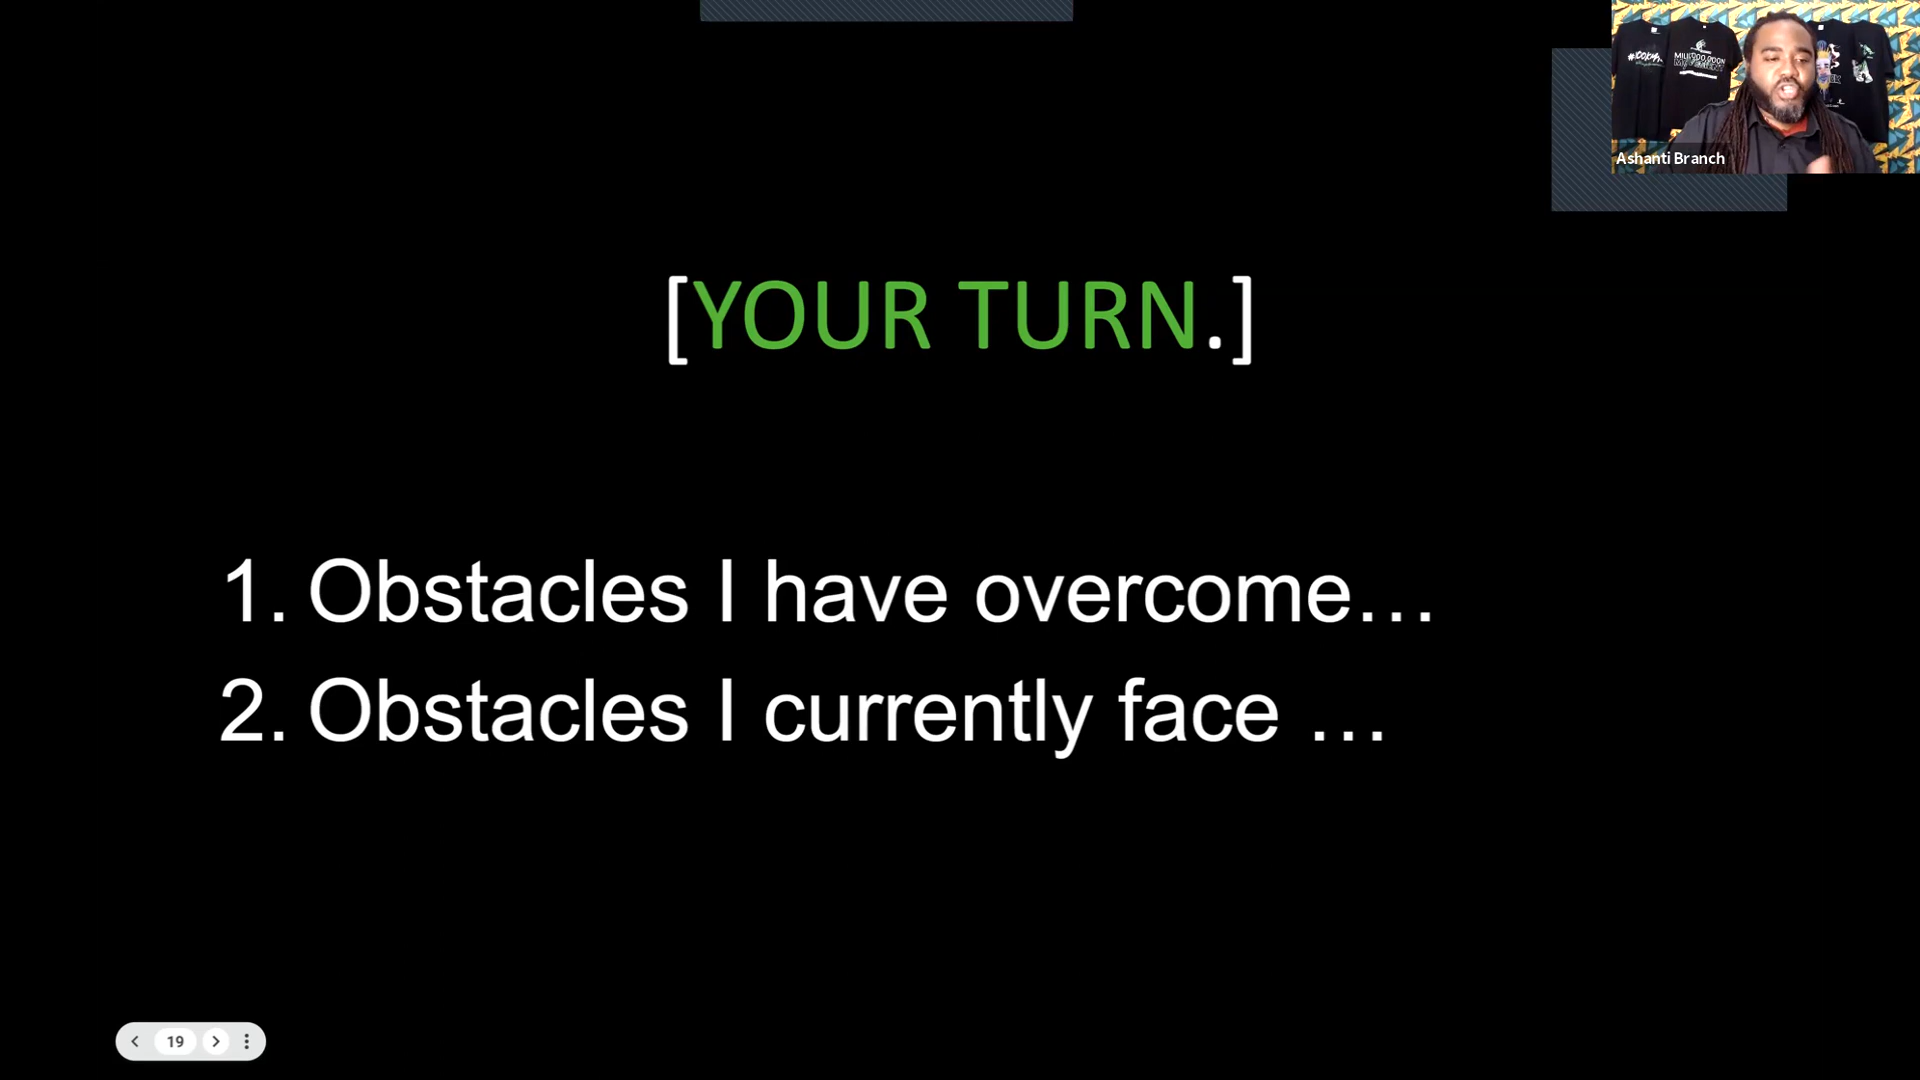 [YOUR TURN.]
1. Obstacles I have overcome…
2. Obstacles I currently face …
Ashanti Branch
19